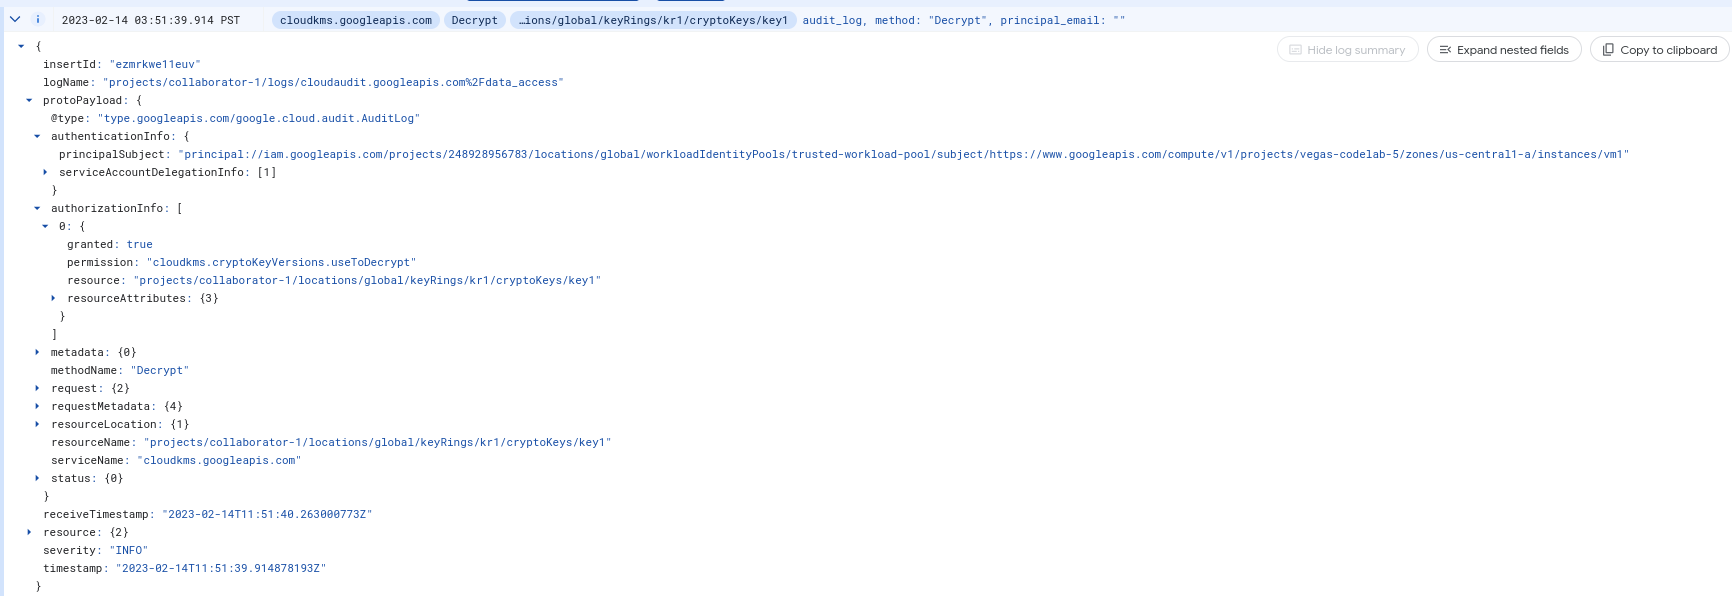 2023-02-14 03:51:39.914 PST cloudkms.googleapis.com Decrypt …ions/global/keyRings/kr1/cryptoKeys/key1 audit_log, method: "Decrypt", principal_email: ""
{
Hide log summary Expand nested fields Copy to clipboard
insertId: "ezmrkwe11euv"
logName: "projects/collaborator-1/logs/cloudaudit.googleapis.com%2Fdata_access"
protoPayload: {
@type: "type.googleapis.com/google.cloud.audit.AuditLog"
authenticationInfo: {
principalSubject: "principal://iam.googleapis.com/projects/248928956783/locations/global/workloadIdentityPools/trusted-workload-pool/subject/https://www.googleapis.com/compute/v1/projects/vegas-codelab-5/zones/us-central1-a/instances/vm1"
serviceAccountDelegationInfo: [1]
}
authorizationInfo: [
0: {
granted: true
permission: "cloudkms.cryptoKeyVersions.useToDecrypt"
resource: "projects/collaborator-1/locations/global/keyRings/kr1/cryptoKeys/key1"
resourceAttributes: {3}
}
]
metadata: {0}
methodName: "Decrypt"
request: {2}
requestMetadata: {4}
resourceLocation: {1}
resourceName: "projects/collaborator-1/locations/global/keyRings/kr1/cryptoKeys/key1"
serviceName: "cloudkms.googleapis.com"
status: {0}
}
receiveTimestamp: "2023-02-14T11:51:40.263000773Z"
resource: {2}
severity: "INFO"
timestamp: "2023-02-14T11:51:39.914878193Z"
}